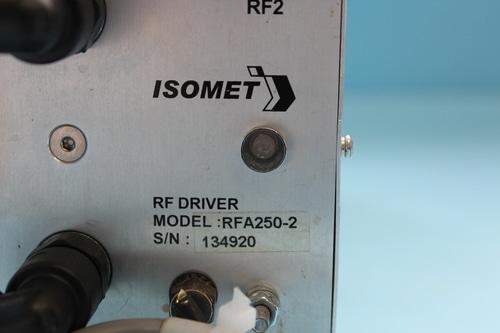 RF2
ISOMET
RF DRIVER
MODEL :RFA250-2
S/N : 134920